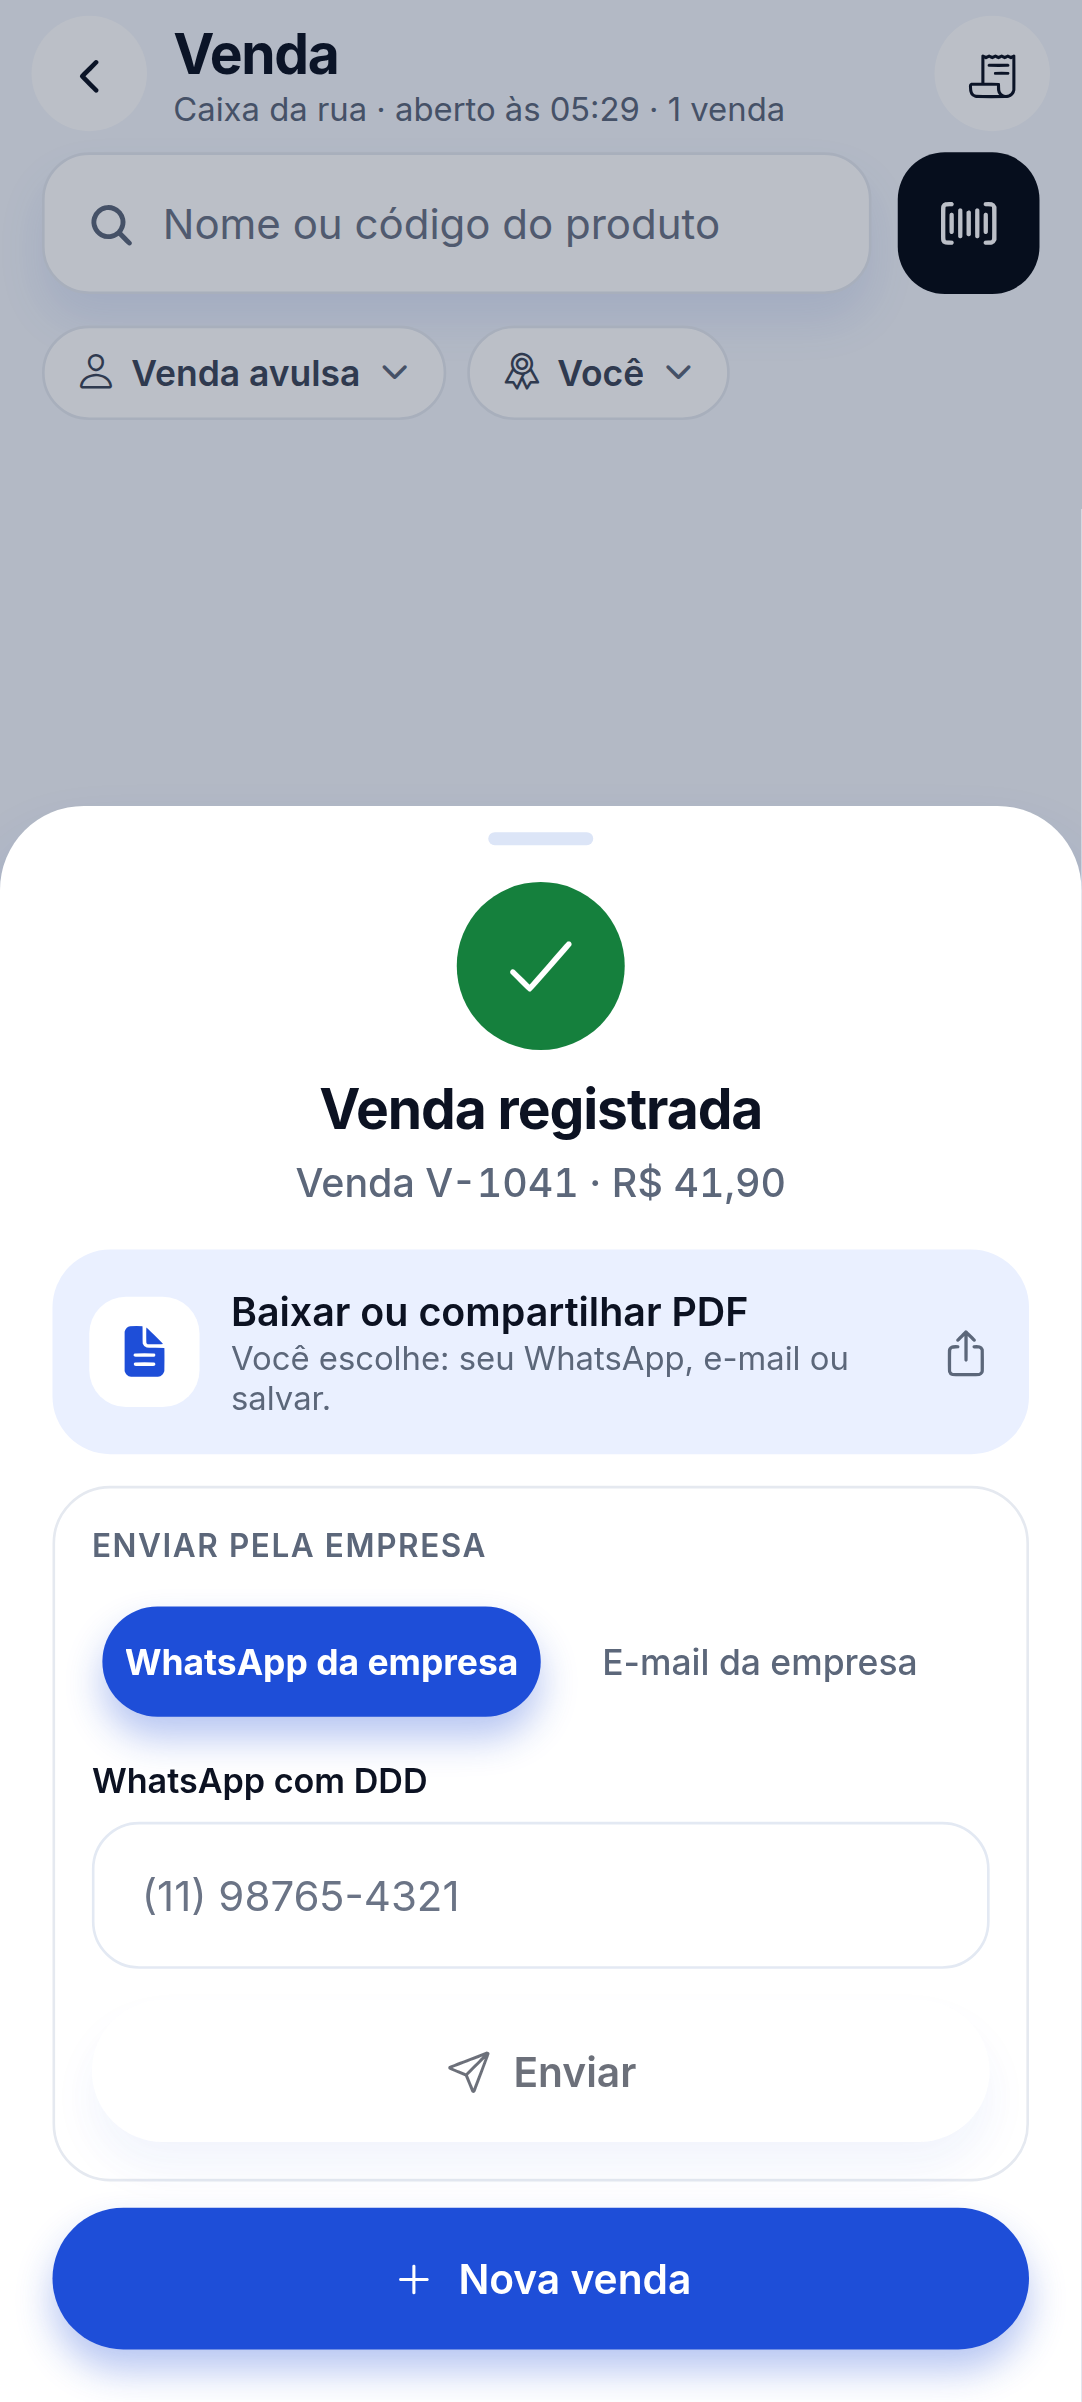 Venda
Caixa da rua · aberto às 05:29 · 1 venda
Nome ou código do produto
Venda avulsa
Você
Venda registrada
Venda V-1041 · R$ 41,90
Baixar ou compartilhar PDF
Você escolhe: seu WhatsApp, e-mail ou
salvar.
ENVIAR PELA EMPRESA
WhatsApp da empresa
E-mail da empresa
WhatsApp com DDD
(11) 98765-4321
Enviar
Nova venda